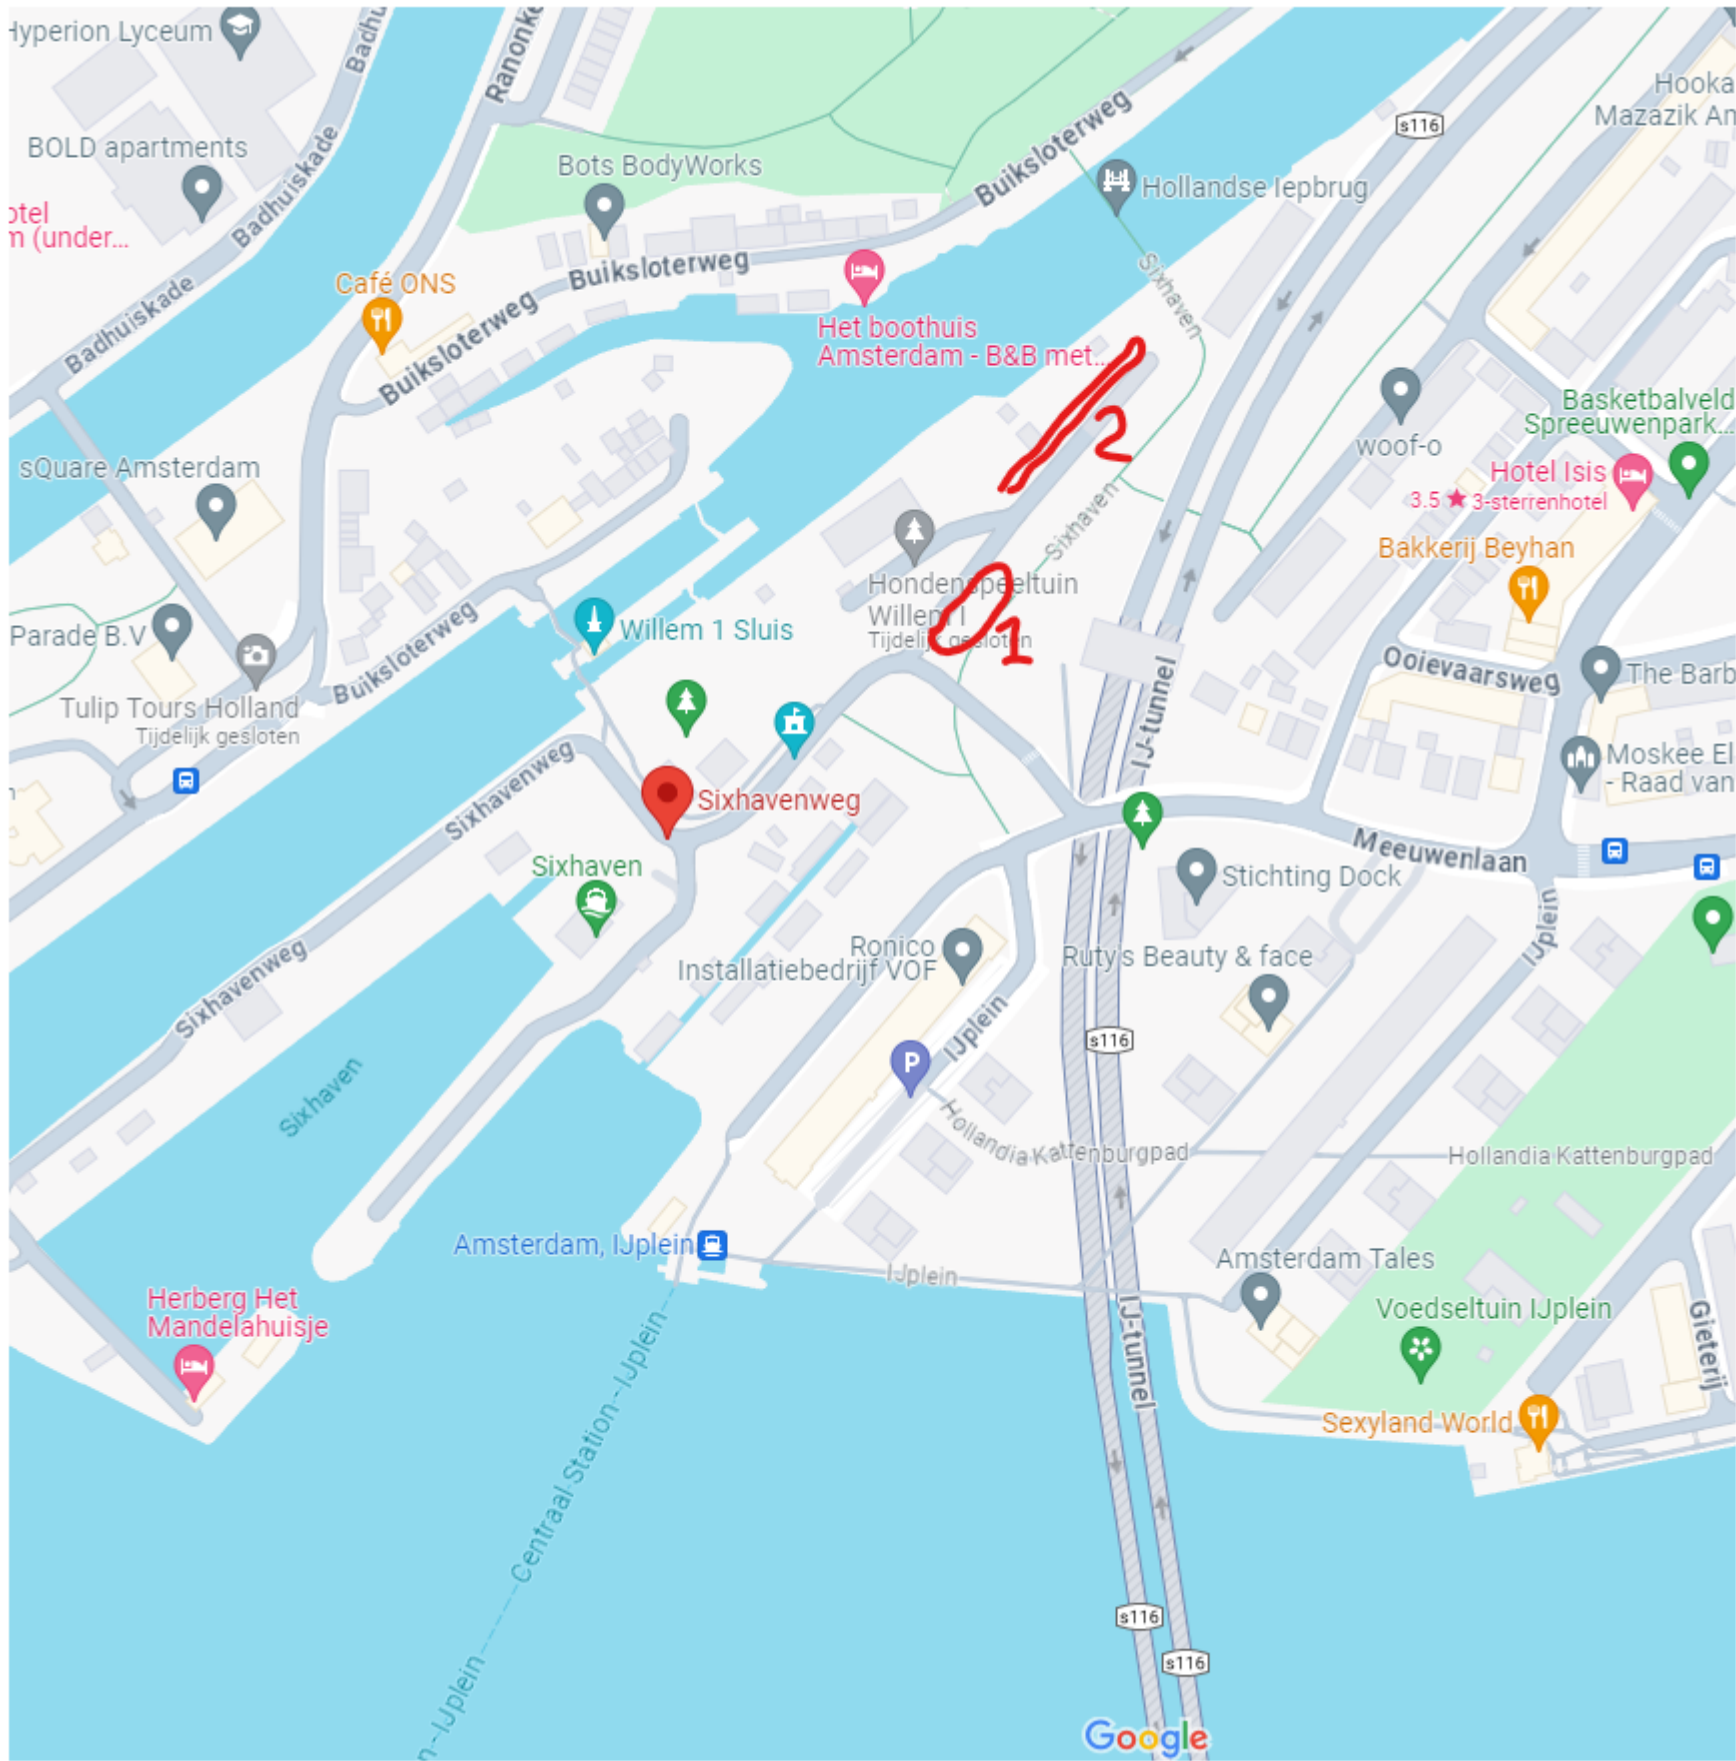 Hyperion Lyceum
Badhu
Ranonke
s116
Hooka
Mazazik Am
BOLD apartments
Badhuiskade
Bots BodyWorks
Buiksloterweg
Hollandse Iepbrug
otel
m (under...
Café ONS
Badhuiskade
Buiksloterweg
Buiksloterweg
Sixhaven
Het boothuis
Amsterdam - B&B met...
2
woof-o
Basketbalveld
Spreeuwenpark...
sQuare Amsterdam
Hotel Isis
3.5 ★ 3-sterrenhotel
Sixhaven
Bakkerij Beyhan
Hondenspeeltuin
Willem I
Tijdelijk gesloten
1
Parade B.V
Willem 1 Sluis
Buiksloterweg
Ooievaarsweg
The Barb
Tulip Tours Holland
Tijdelijk gesloten
IJ-tunnel
Moskee El
- Raad van
Sixhavenweg
Sixhavenweg
Meeuwenlaan
Sixhaven
Stichting Dock
Ronico
Installatiebedrijf VOF
Ruty's Beauty & face
IJplein
Sixhavenweg
IJplein
P
s116
Sixhaven
Hollandia Kattenburgpad
Hollandia Kattenburgpad
Amsterdam, IJplein
IJplein
Amsterdam Tales
Herberg Het
Mandelahuisje
Voedseltuin IJplein
IJ-tunnel
Gieterij
Centraal Station - IJplein
Sexyland World
s116
s116
n - IJplein
Google